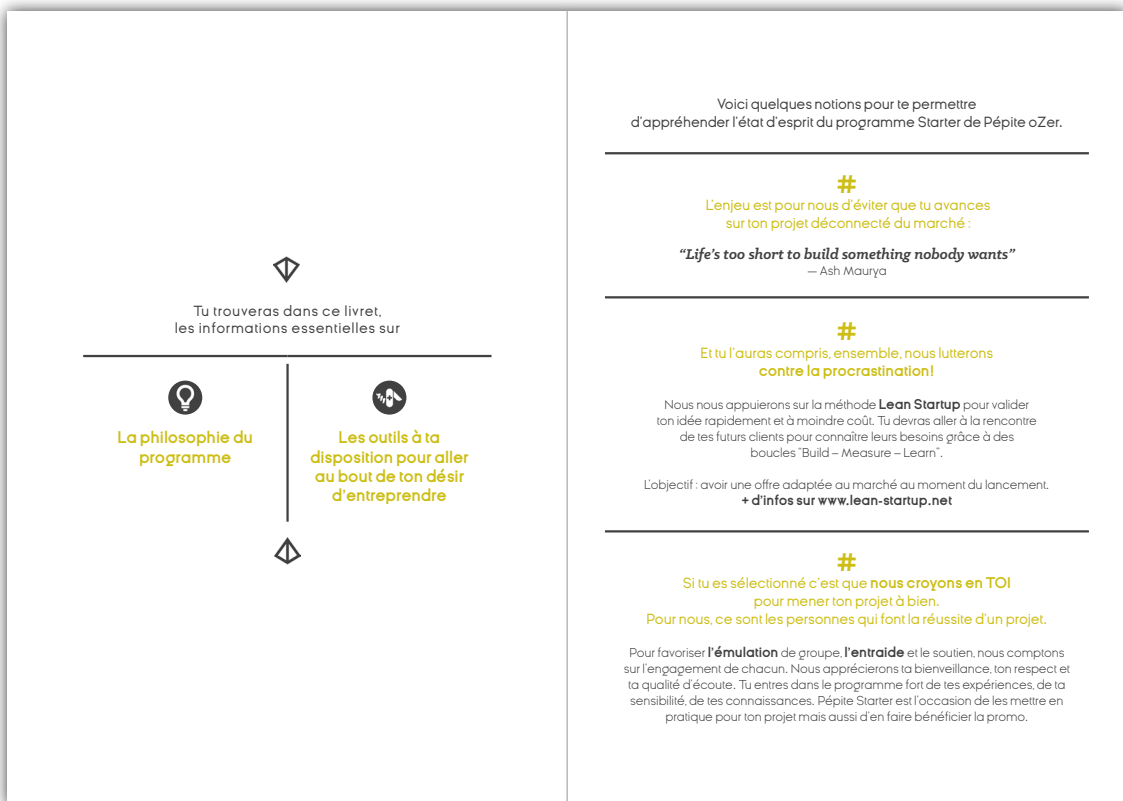 Tu trouveras dans ce livret,
les informations essentielles sur
La philosophie du
programme
Les outils à ta
disposition pour aller
au bout de ton désir
d'entreprendre
Voici quelques notions pour te permettre
d'appréhender l'état d'esprit du programme Starter de Pépite oZer.
#
L'enjeu est pour nous d'éviter que tu avances
sur ton projet déconnecté du marché :
"Life's too short to build something nobody wants"
— Ash Maurya
#
Et tu l'auras compris, ensemble, nous lutterons
contre la procrastination!
Nous nous appuierons sur la méthode Lean Startup pour valider
ton idée rapidement et à moindre coût. Tu devras aller à la rencontre
de tes futurs clients pour connaître leurs besoins grâce à des
boucles "Build – Measure – Learn".
L'objectif : avoir une offre adaptée au marché au moment du lancement.
+ d'infos sur www.lean-startup.net
#
Si tu es sélectionné c'est que nous croyons en TOI
pour mener ton projet à bien.
Pour nous, ce sont les personnes qui font la réussite d'un projet.
Pour favoriser l'émulation de groupe, l'entraide et le soutien, nous comptons
sur l'engagement de chacun. Nous apprécierons ta bienveillance, ton respect et
ta qualité d'écoute. Tu entres dans le programme fort de tes expériences, de ta
sensibilité, de tes connaissances. Pépite Starter est l'occasion de les mettre en
pratique pour ton projet mais aussi d'en faire bénéficier la promo.